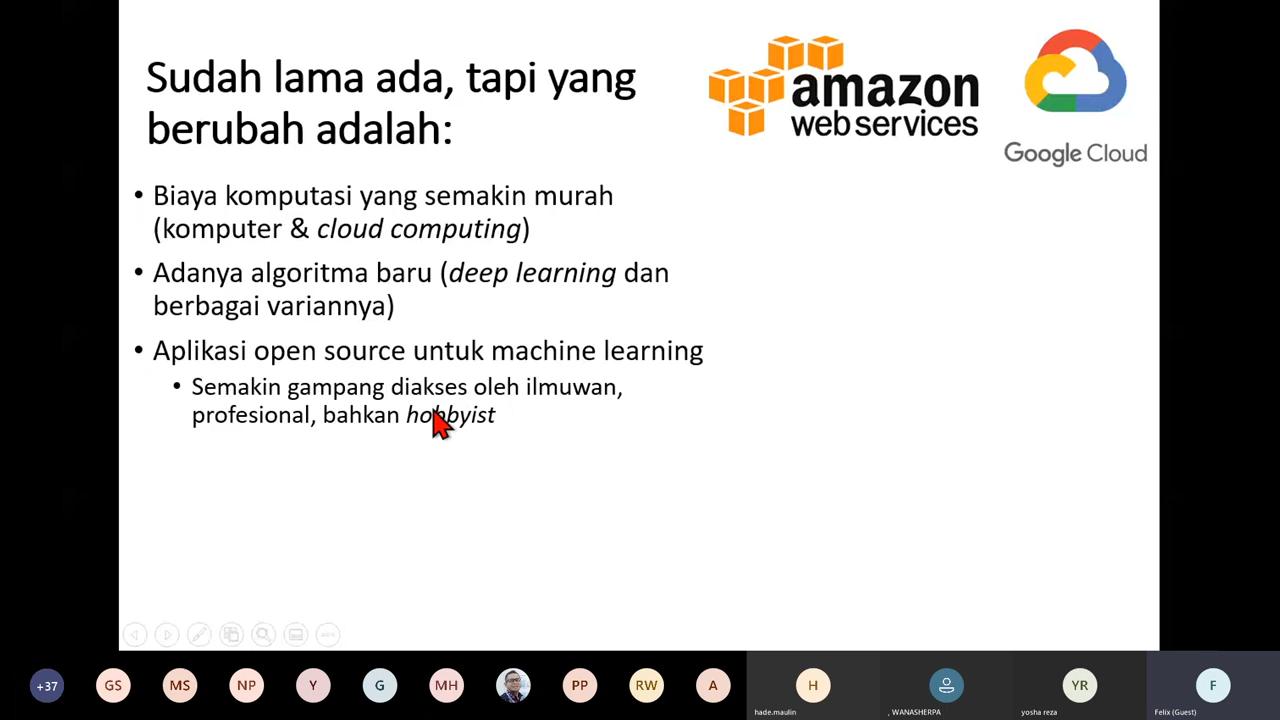 Sudah lama ada, tapi yang
berubah adalah:
amazon
web services
Google Cloud
• Biaya komputasi yang semakin murah
(komputer & cloud computing)
• Adanya algoritma baru (deep learning dan
berbagai variannya)
• Aplikasi open source untuk machine learning
• Semakin gampang diakses oleh ilmuwan,
profesional, bahkan hobbyist
+37
GS
MS
NP
Y
G
MH
PP
RW
A
H
YR
F
hade.maulin
, WANASHERPA
yosha reza
Felix (Guest)